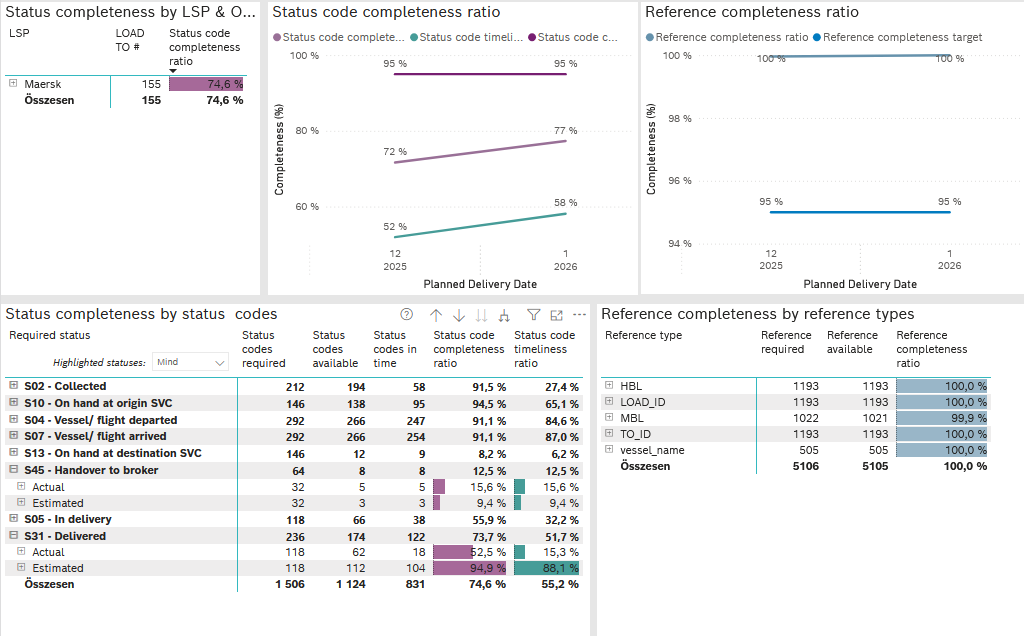 Status completeness by LSP & O...
LSP
LOAD TO #
Status code completeness ratio
Maersk 155 74,6 %
Összesen 155 74,6 %
Status code completeness ratio
Status code complete... Status code timeli... Status code c...
Completeness (%)
100 %
80 %
60 %
95 % 95 %
72 % 77 %
52 % 58 %
12 1
2025 2026
Planned Delivery Date
Reference completeness ratio
Reference completeness ratio Reference completeness target
Completeness (%)
100 %
98 %
96 %
94 %
100 % 100 %
95 % 95 %
12 1
2025 2026
Planned Delivery Date
Status completeness by status codes
Required status
Highlighted statuses: Mind
Status codes required
Status codes available
Status codes in time
Status code completeness ratio
Status code timeliness ratio
S02 - Collected 212 194 58 91,5 % 27,4 %
S10 - On hand at origin SVC 146 138 95 94,5 % 65,1 %
S04 - Vessel/ flight departed 292 266 247 91,1 % 84,6 %
S07 - Vessel/ flight arrived 292 266 254 91,1 % 87,0 %
S13 - On hand at destination SVC 146 12 9 8,2 % 6,2 %
S45 - Handover to broker 64 8 8 12,5 % 12,5 %
Actual 32 5 5 15,6 % 15,6 %
Estimated 32 3 3 9,4 % 9,4 %
S05 - In delivery 118 66 38 55,9 % 32,2 %
S31 - Delivered 236 174 122 73,7 % 51,7 %
Actual 118 62 18 52,5 % 15,3 %
Estimated 118 112 104 94,9 % 88,1 %
Összesen 1 506 1 124 831 74,6 % 55,2 %
Reference completeness by reference types
Reference type
Reference required
Reference available
Reference completeness ratio
HBL 1193 1193 100,0 %
LOAD_ID 1193 1193 100,0 %
MBL 1022 1021 99,9 %
TO_ID 1193 1193 100,0 %
vessel_name 505 505 100,0 %
Összesen 5106 5105 100,0 %